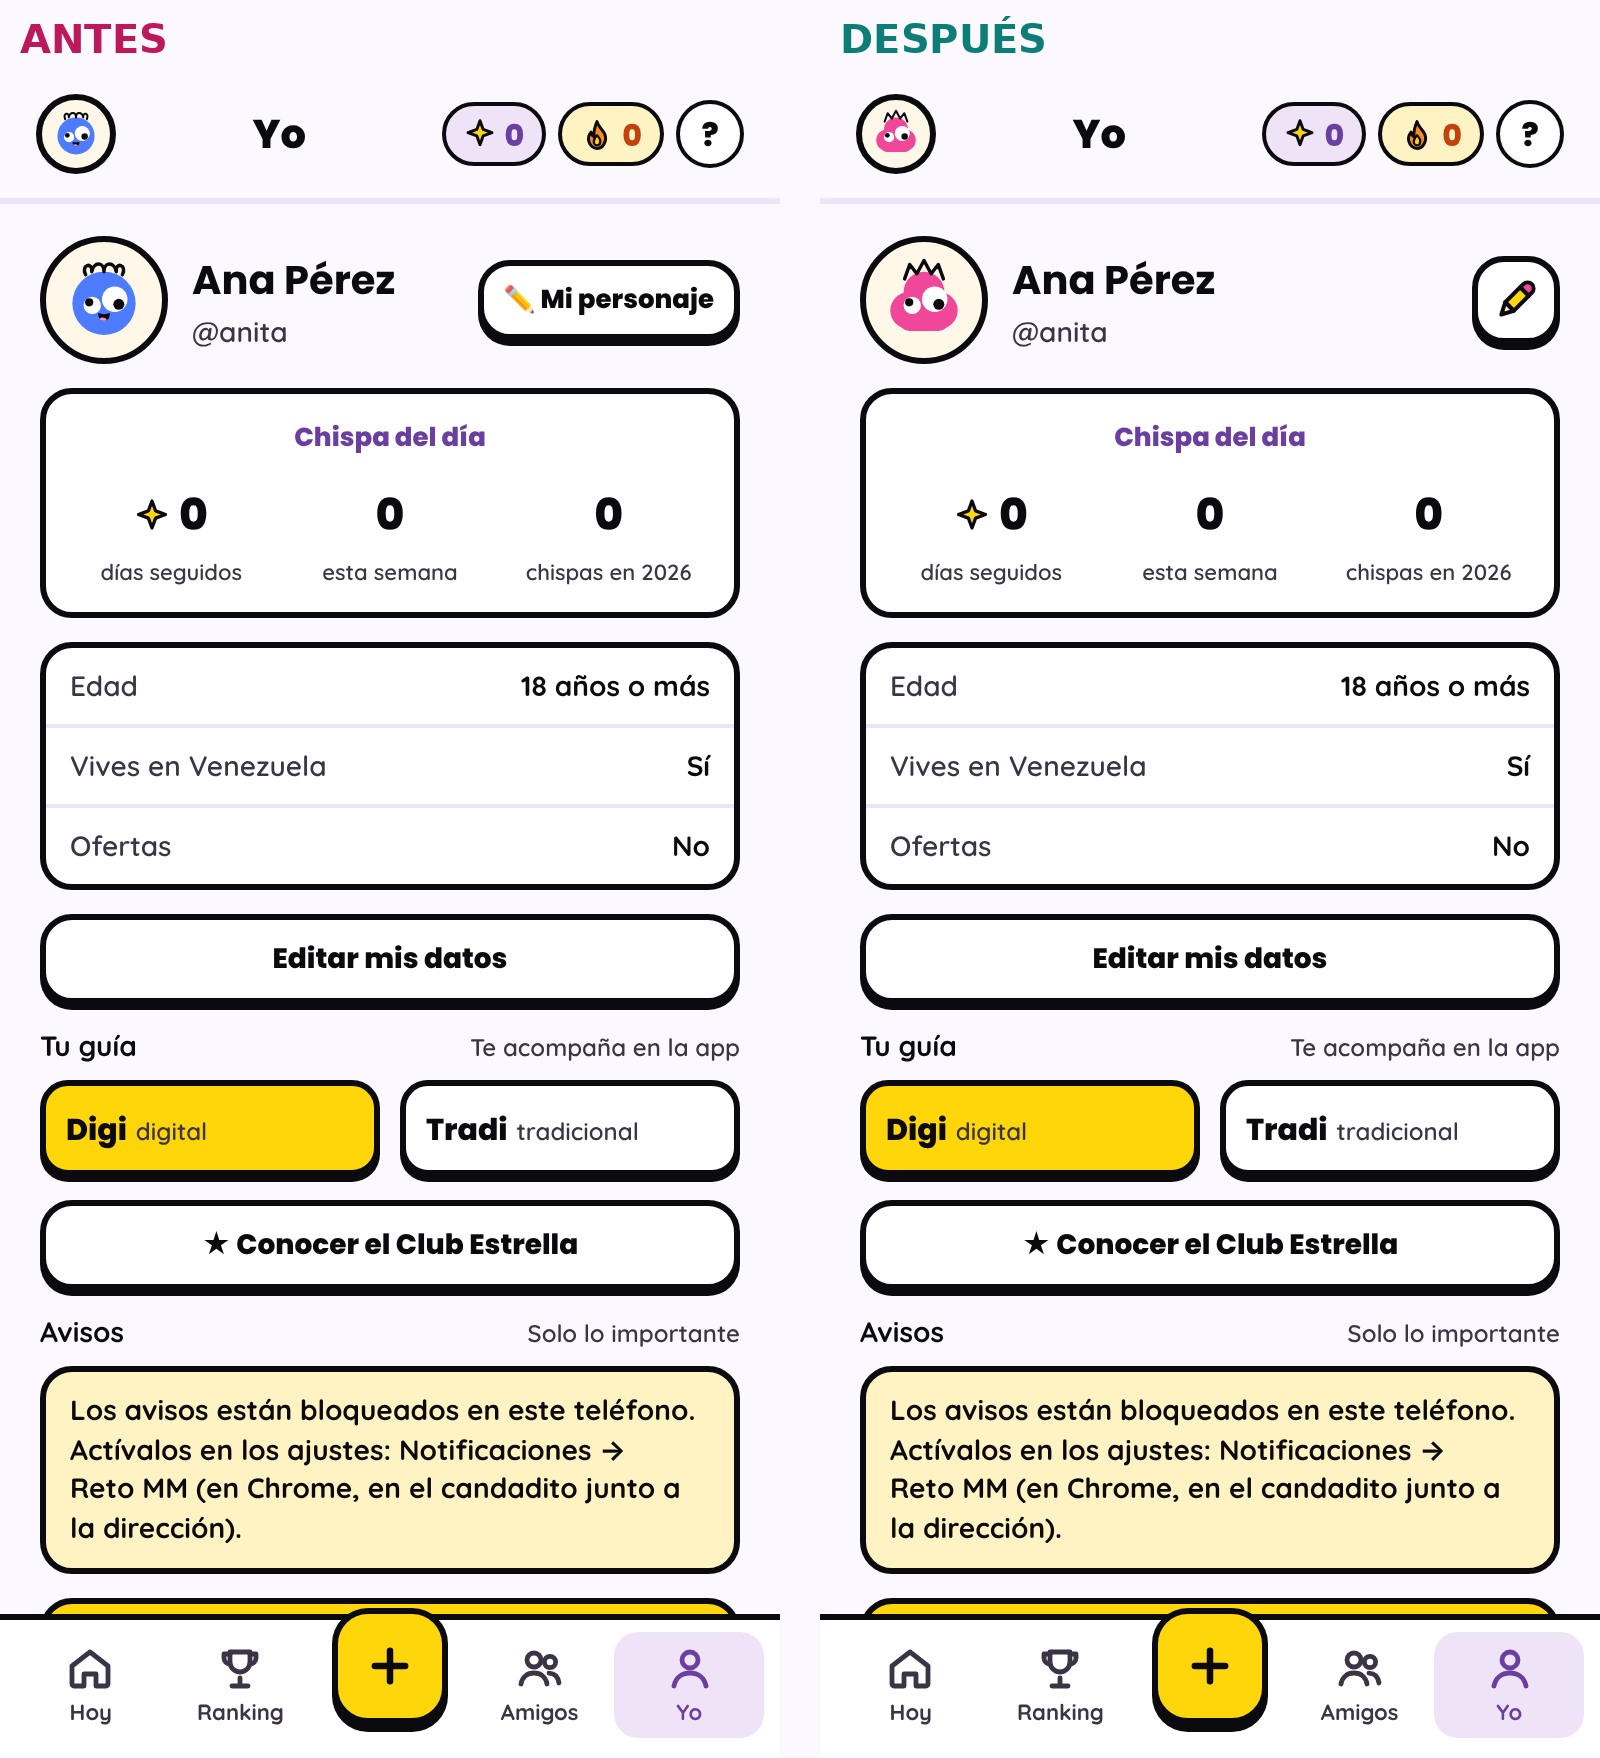 ANTES
Yo
0
0
?
Ana Pérez
@anita
✏️ Mi personaje
Chispa del día
0
0
0
días seguidos
esta semana
chispas en 2026
Edad
18 años o más
Vives en Venezuela
Sí
Ofertas
No
Editar mis datos
Tu guía
Te acompaña en la app
Digi digital
Tradi tradicional
★ Conocer el Club Estrella
Avisos
Solo lo importante
Los avisos están bloqueados en este teléfono.
Actívalos en los ajustes: Notificaciones →
Reto MM (en Chrome, en el candadito junto a
la dirección).
Hoy
Ranking
+
Amigos
Yo
DESPUÉS
Yo
0
0
?
Ana Pérez
@anita
Chispa del día
0
0
0
días seguidos
esta semana
chispas en 2026
Edad
18 años o más
Vives en Venezuela
Sí
Ofertas
No
Editar mis datos
Tu guía
Te acompaña en la app
Digi digital
Tradi tradicional
★ Conocer el Club Estrella
Avisos
Solo lo importante
Los avisos están bloqueados en este teléfono.
Actívalos en los ajustes: Notificaciones →
Reto MM (en Chrome, en el candadito junto a
la dirección).
Hoy
Ranking
+
Amigos
Yo